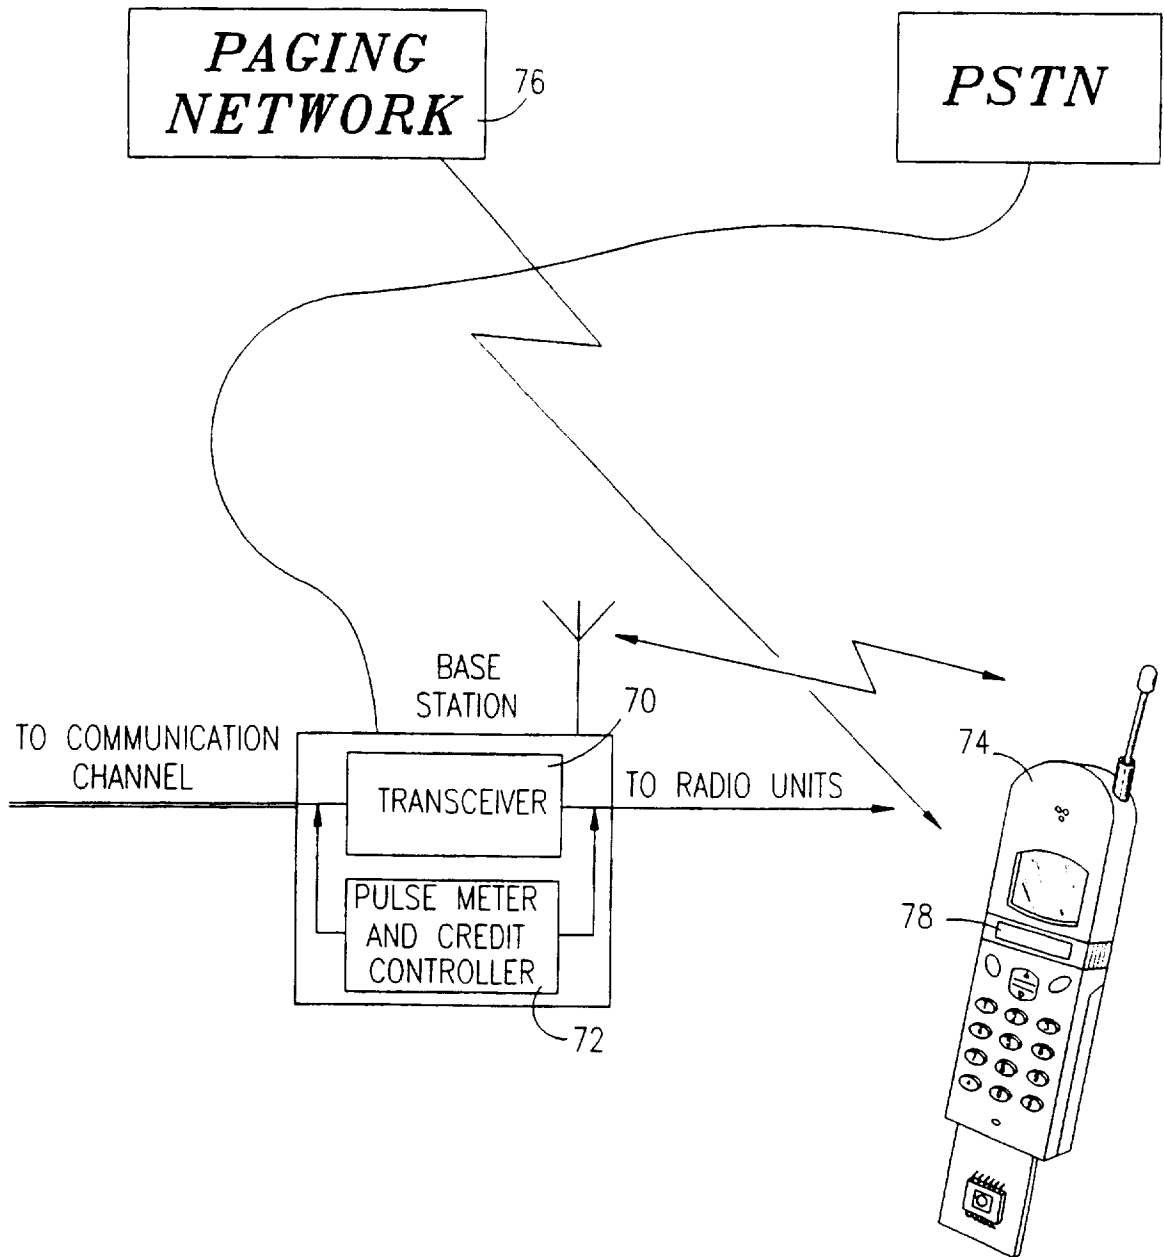 PAGING
NETWORK
76
PSTN
BASE
STATION
70
TO COMMUNICATION
CHANNEL
TRANSCEIVER
TO RADIO UNITS
74
PULSE METER
AND CREDIT
CONTROLLER
78
72